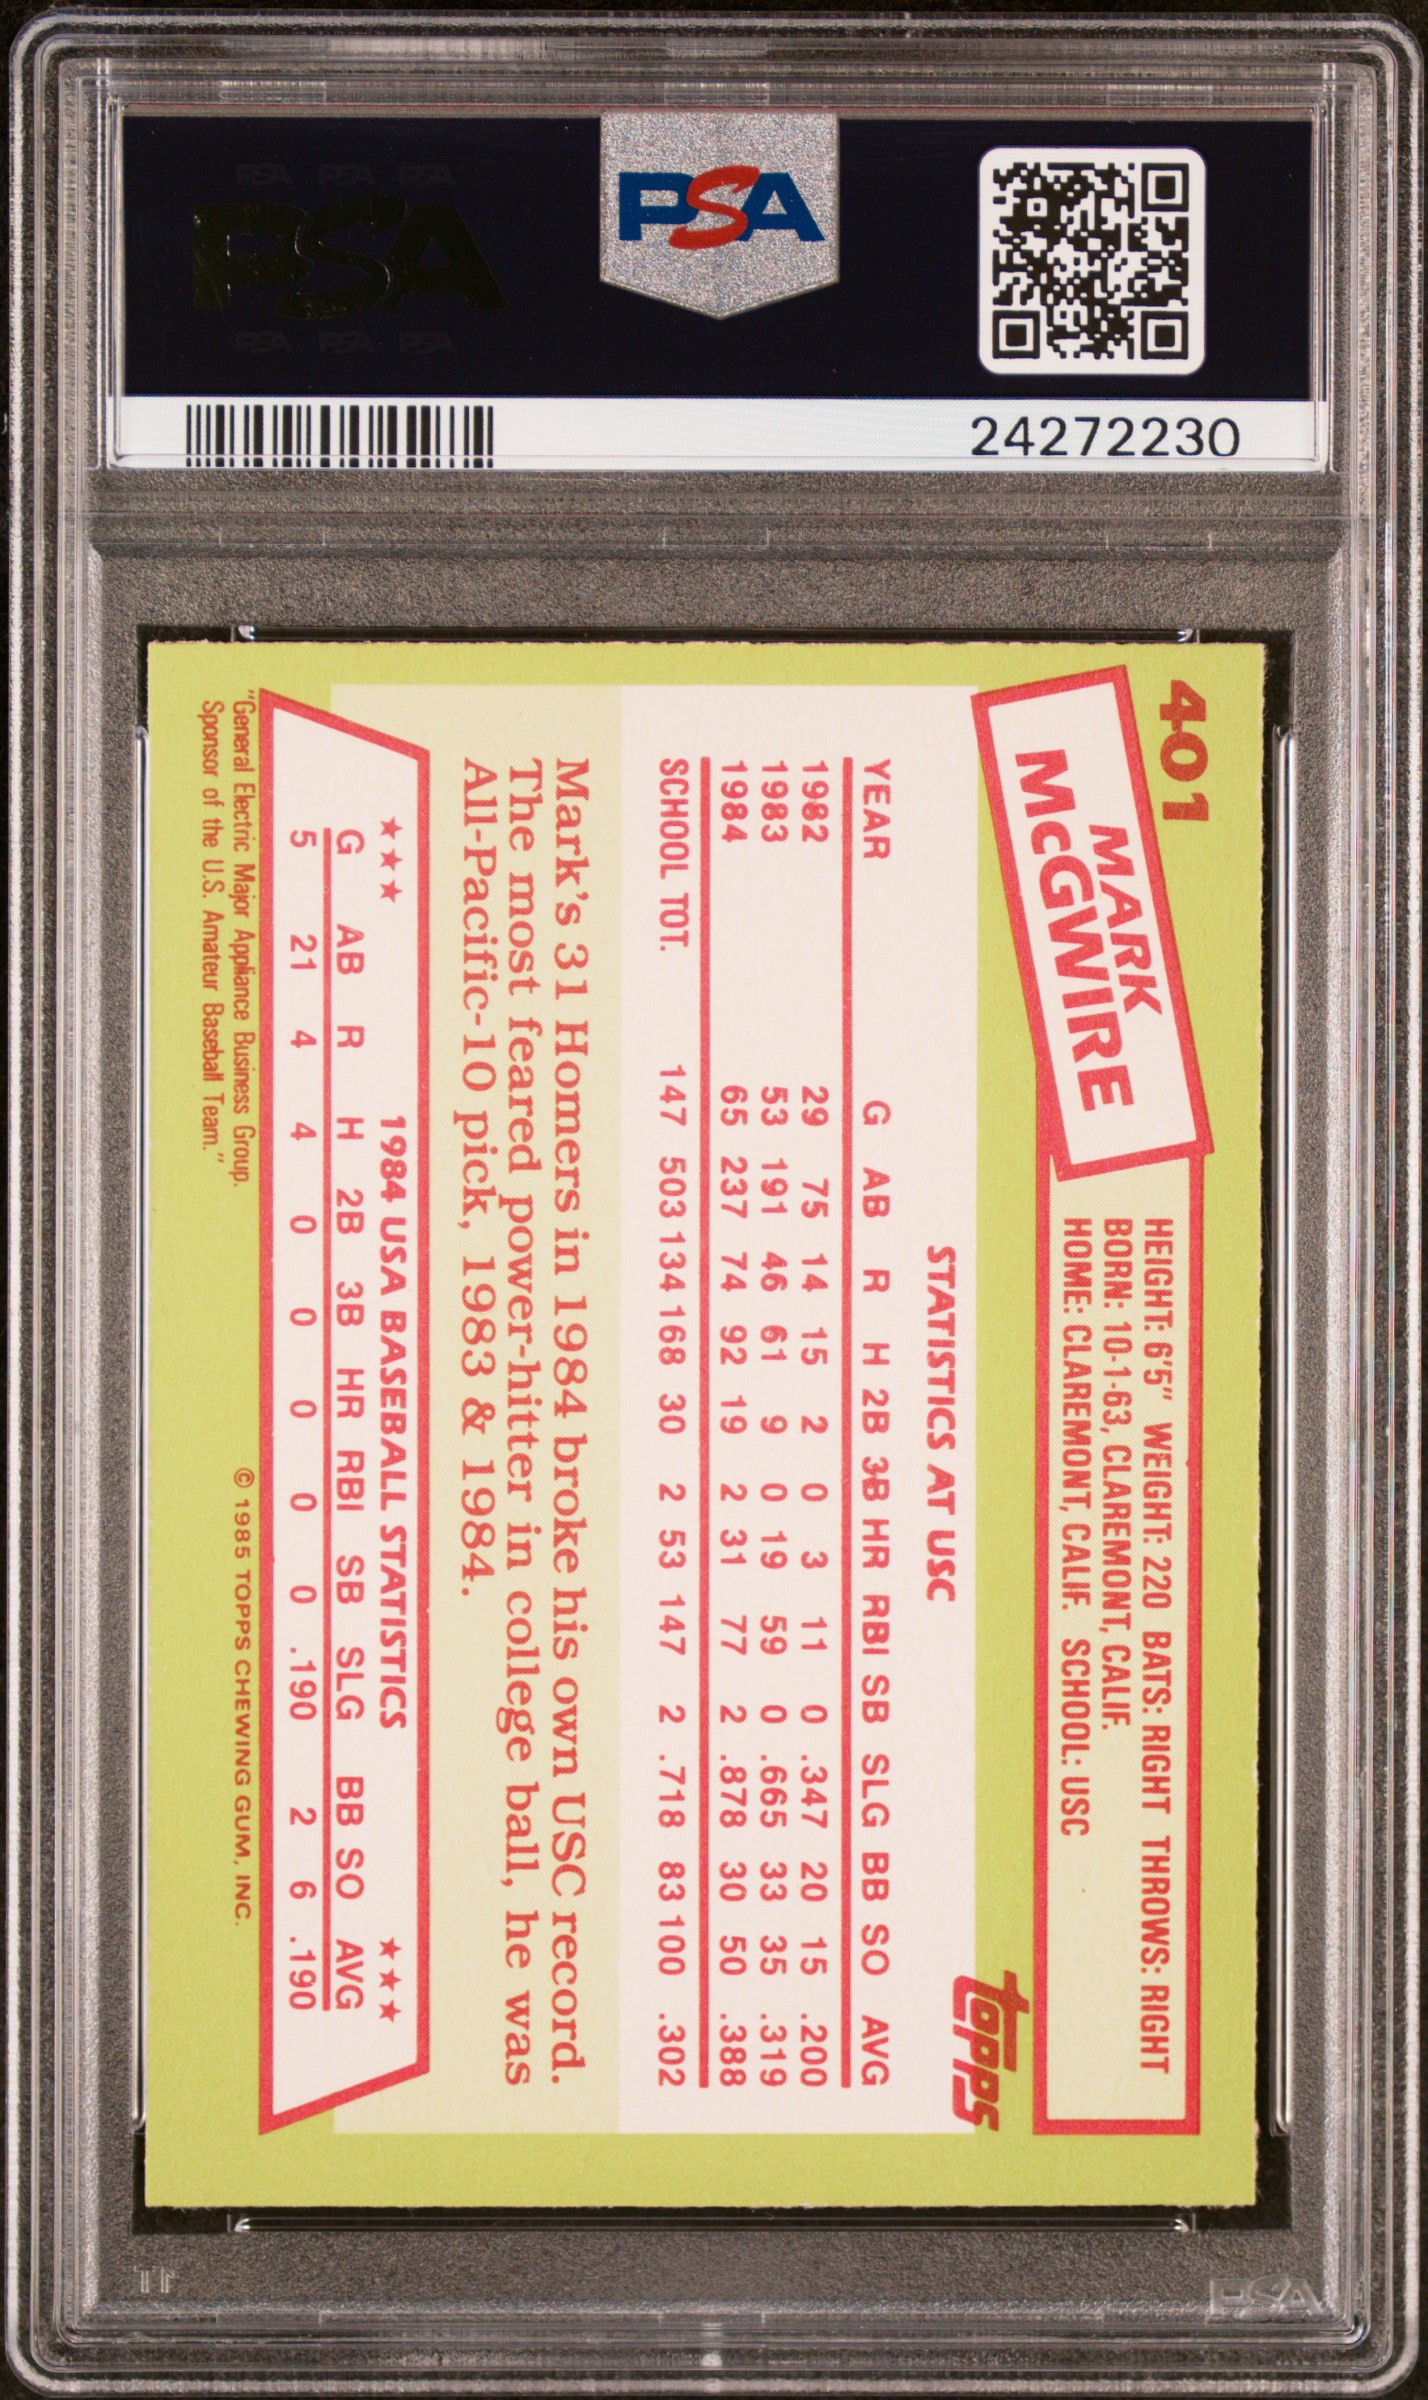 PSA PSA PSA
PSA
PSA PSA PSA
PSA
24272230
401
MARK
McGWIRE
HEIGHT: 6'5" WEIGHT: 220 BATS: RIGHT THROWS: RIGHT
BORN: 10-1-63, CLAREMONT, CALIF.
HOME: CLAREMONT, CALIF. SCHOOL: USC
topps
STATISTICS AT USC
YEAR G AB R H 2B 3B HR RBI SB SLG BB SO AVG
1982 29 75 14 15 2 0 3 11 0 .347 20 15 .200
1983 53 191 46 61 9 0 19 59 0 .665 33 35 .319
1984 65 237 74 92 19 2 31 77 2 .878 30 50 .388
SCHOOL TOT. 147 503 134 168 30 2 53 147 2 .718 83 100 .302
Mark's 31 Homers in 1984 broke his own USC record.
The most feared power-hitter in college ball, he was
All-Pacific-10 pick, 1983 & 1984.
★★★ 1984 USA BASEBALL STATISTICS ★★★
G AB R H 2B 3B HR RBI SB SLG BB SO AVG
5 21 4 4 0 0 0 0 0 .190 2 6 .190
"General Electric Major Appliance Business Group.
Sponsor of the U.S. Amateur Baseball Team."
© 1985 TOPPS CHEWING GUM, INC.
PSA